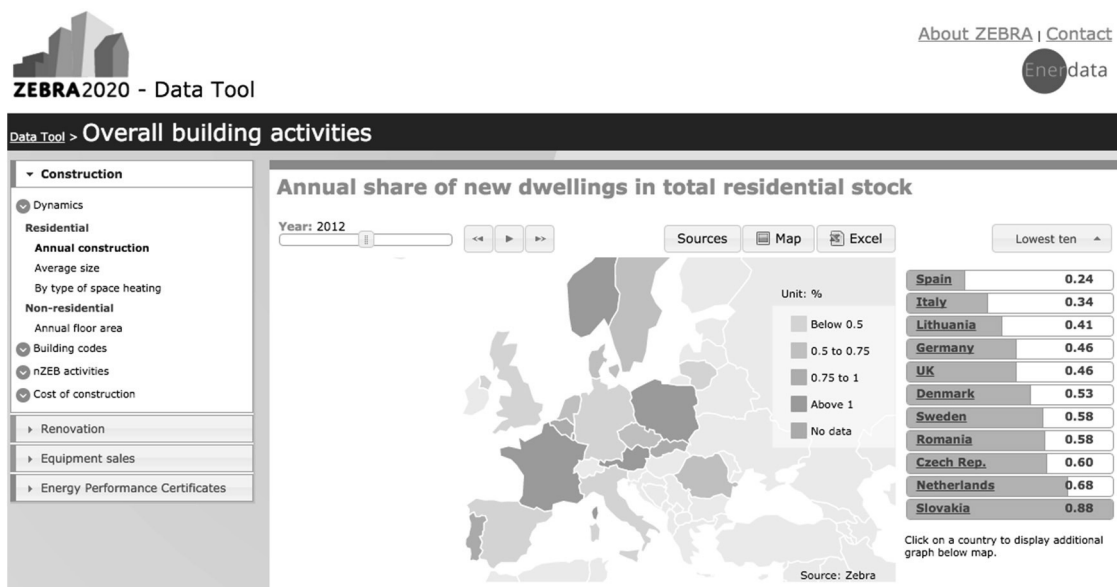 About ZEBRA | Contact
Enerdata
ZEBRA2020 - Data Tool
Data Tool > Overall building activities
Construction
Dynamics
Residential
Annual construction
Average size
By type of space heating
Non-residential
Annual floor area
Building codes
nZEB activities
Cost of construction
Renovation
Equipment sales
Energy Performance Certificates
Annual share of new dwellings in total residential stock
Year: 2012
Sources Map Excel
Lowest ten
Unit: %
Below 0.5
0.5 to 0.75
0.75 to 1
Above 1
No data
Source: Zebra
Spain 0.24
Italy 0.34
Lithuania 0.41
Germany 0.46
UK 0.46
Denmark 0.53
Sweden 0.58
Romania 0.58
Czech Rep. 0.60
Netherlands 0.68
Slovakia 0.88
Click on a country to display additional
graph below map.